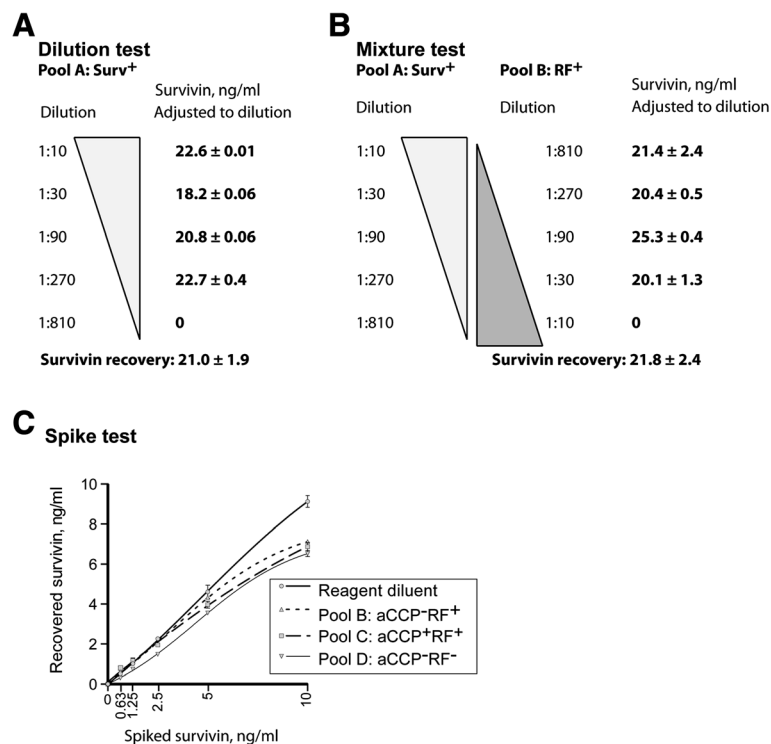 A
Dilution test
Pool A: Surv+
Dilution
Survivin, ng/ml
Adjusted to dilution
1:10 22.6 ± 0.01
1:30 18.2 ± 0.06
1:90 20.8 ± 0.06
1:270 22.7 ± 0.4
1:810 0
Survivin recovery: 21.0 ± 1.9
B
Mixture test
Pool A: Surv+ Pool B: RF+
Dilution Dilution
Survivin, ng/ml
Adjusted to dilution
1:10 1:810 21.4 ± 2.4
1:30 1:270 20.4 ± 0.5
1:90 1:90 25.3 ± 0.4
1:270 1:30 20.1 ± 1.3
1:810 1:10 0
Survivin recovery: 21.8 ± 2.4
C
Spike test
Recovered survivin, ng/ml
10
8
6
4
2
0
0 0.63 1.25 2.5 5 10
Spiked survivin, ng/ml
Reagent diluent
Pool B: aCCP-RF+
Pool C: aCCP+RF+
Pool D: aCCP-RF-